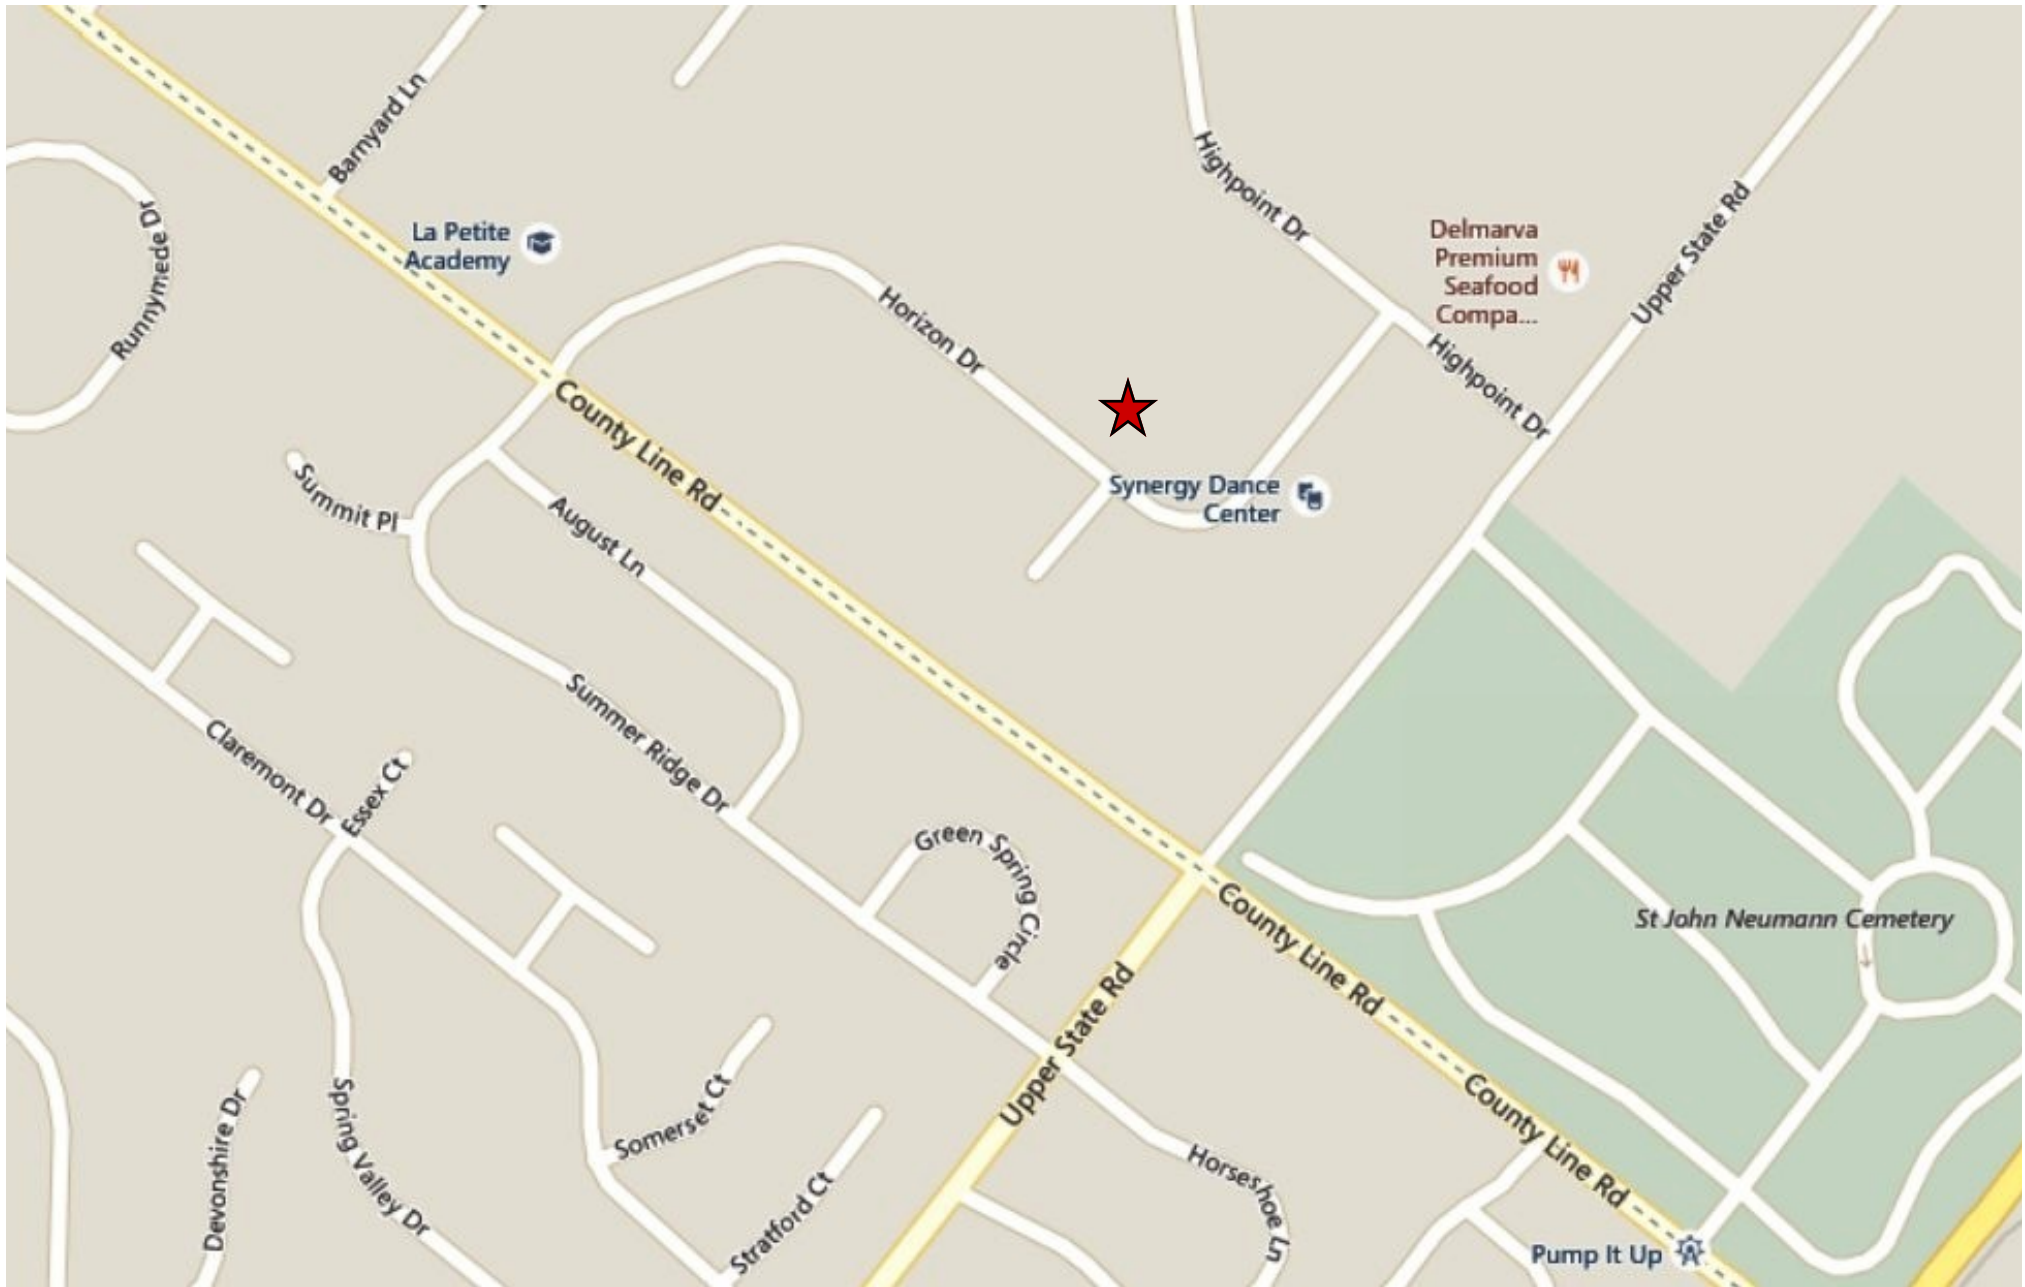 Barnyard Ln
Highpoint Dr
Upper State Rd
Runnymede Dr
La Petite
Academy
Delmarva
Premium
Seafood
Compa...
Horizon Dr
Highpoint Dr
County Line Rd
Summit Pl
August Ln
Synergy Dance
Center
Summer Ridge Dr
Claremont Dr
Essex Ct
Green Spring Circle
County Line Rd
St John Neumann Cemetery
Upper State Rd
Spring Valley Dr
Devonshire Dr
Somerset Ct
Stratford Ct
Horseshoe Ln
County Line Rd
Pump It Up